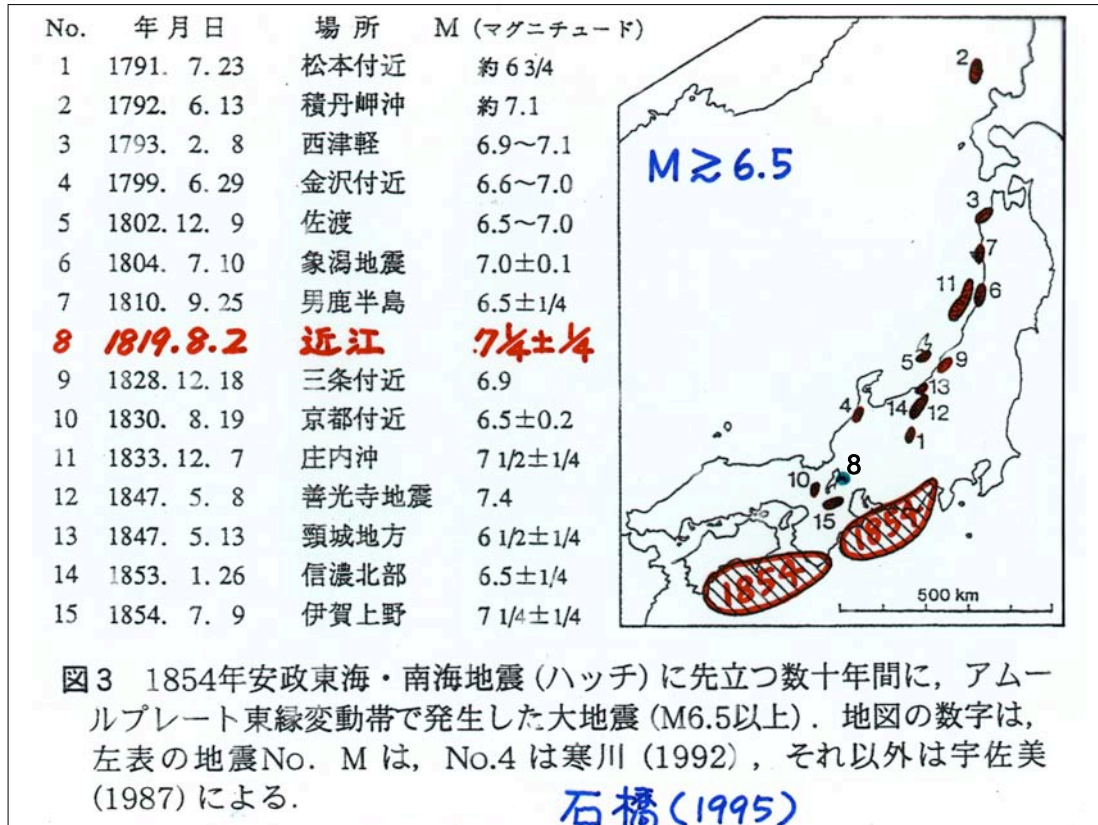 No. 年月日 場所 M (マグニチュード)
1 1791. 7.23 松本付近 約 6 3/4
2 1792. 6.13 積丹岬沖 約 7.1
3 1793. 2. 8 西津軽 6.9〜7.1
4 1799. 6.29 金沢付近 6.6〜7.0
5 1802.12. 9 佐渡 6.5〜7.0
6 1804. 7.10 象潟地震 7.0±0.1
7 1810. 9.25 男鹿半島 6.5±1/4
8 1819.8.2 近江 7¼±¼
9 1828.12.18 三条付近 6.9
10 1830. 8.19 京都付近 6.5±0.2
11 1833.12. 7 庄内沖 7 1/2±1/4
12 1847. 5. 8 善光寺地震 7.4
13 1847. 5.13 頸城地方 6 1/2±1/4
14 1853. 1.26 信濃北部 6.5±1/4
15 1854. 7. 9 伊賀上野 7 1/4±1/4
M≳6.5
2
3
7
11
6
5
9
13
4
14
12
1
8
10
15
1854
1854
500 km
図3 1854年安政東海・南海地震(ハッチ)に先立つ数十年間に,アム―
ルプレート東縁変動帯で発生した大地震(M6.5以上).地図の数字は,
左表の地震No. Mは,No.4は寒川(1992),それ以外は宇佐美
(1987)による.
石橋(1995)